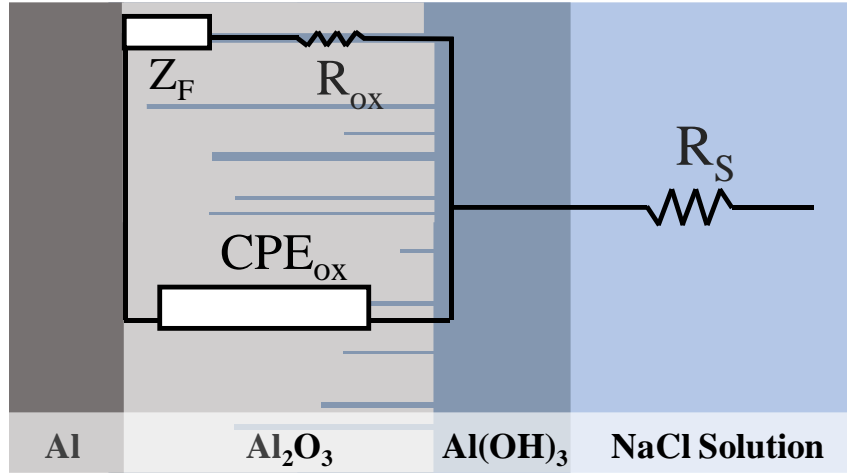 Z_F
R_ox
R_S
CPE_ox
Al
Al₂O₃
Al(OH)₃
NaCl Solution